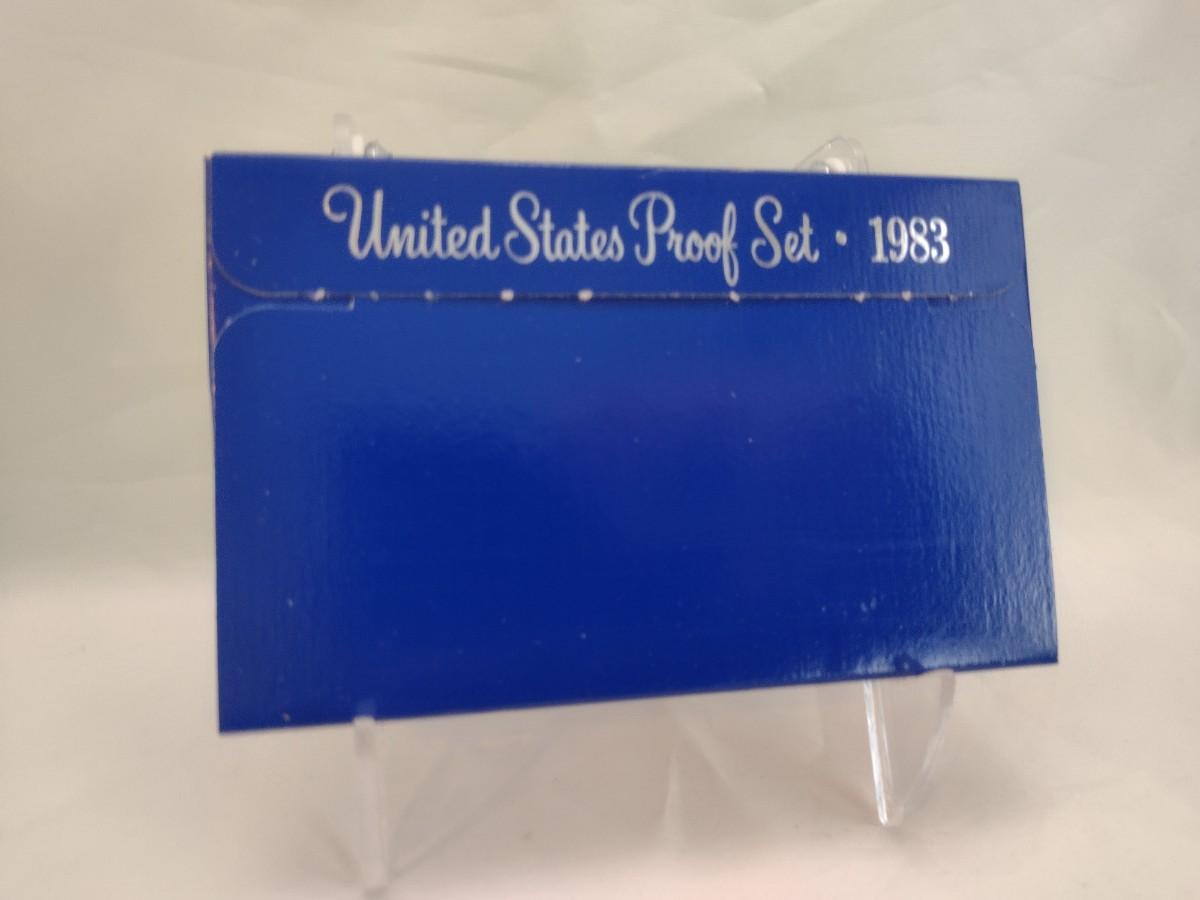 United States Proof Set • 1983